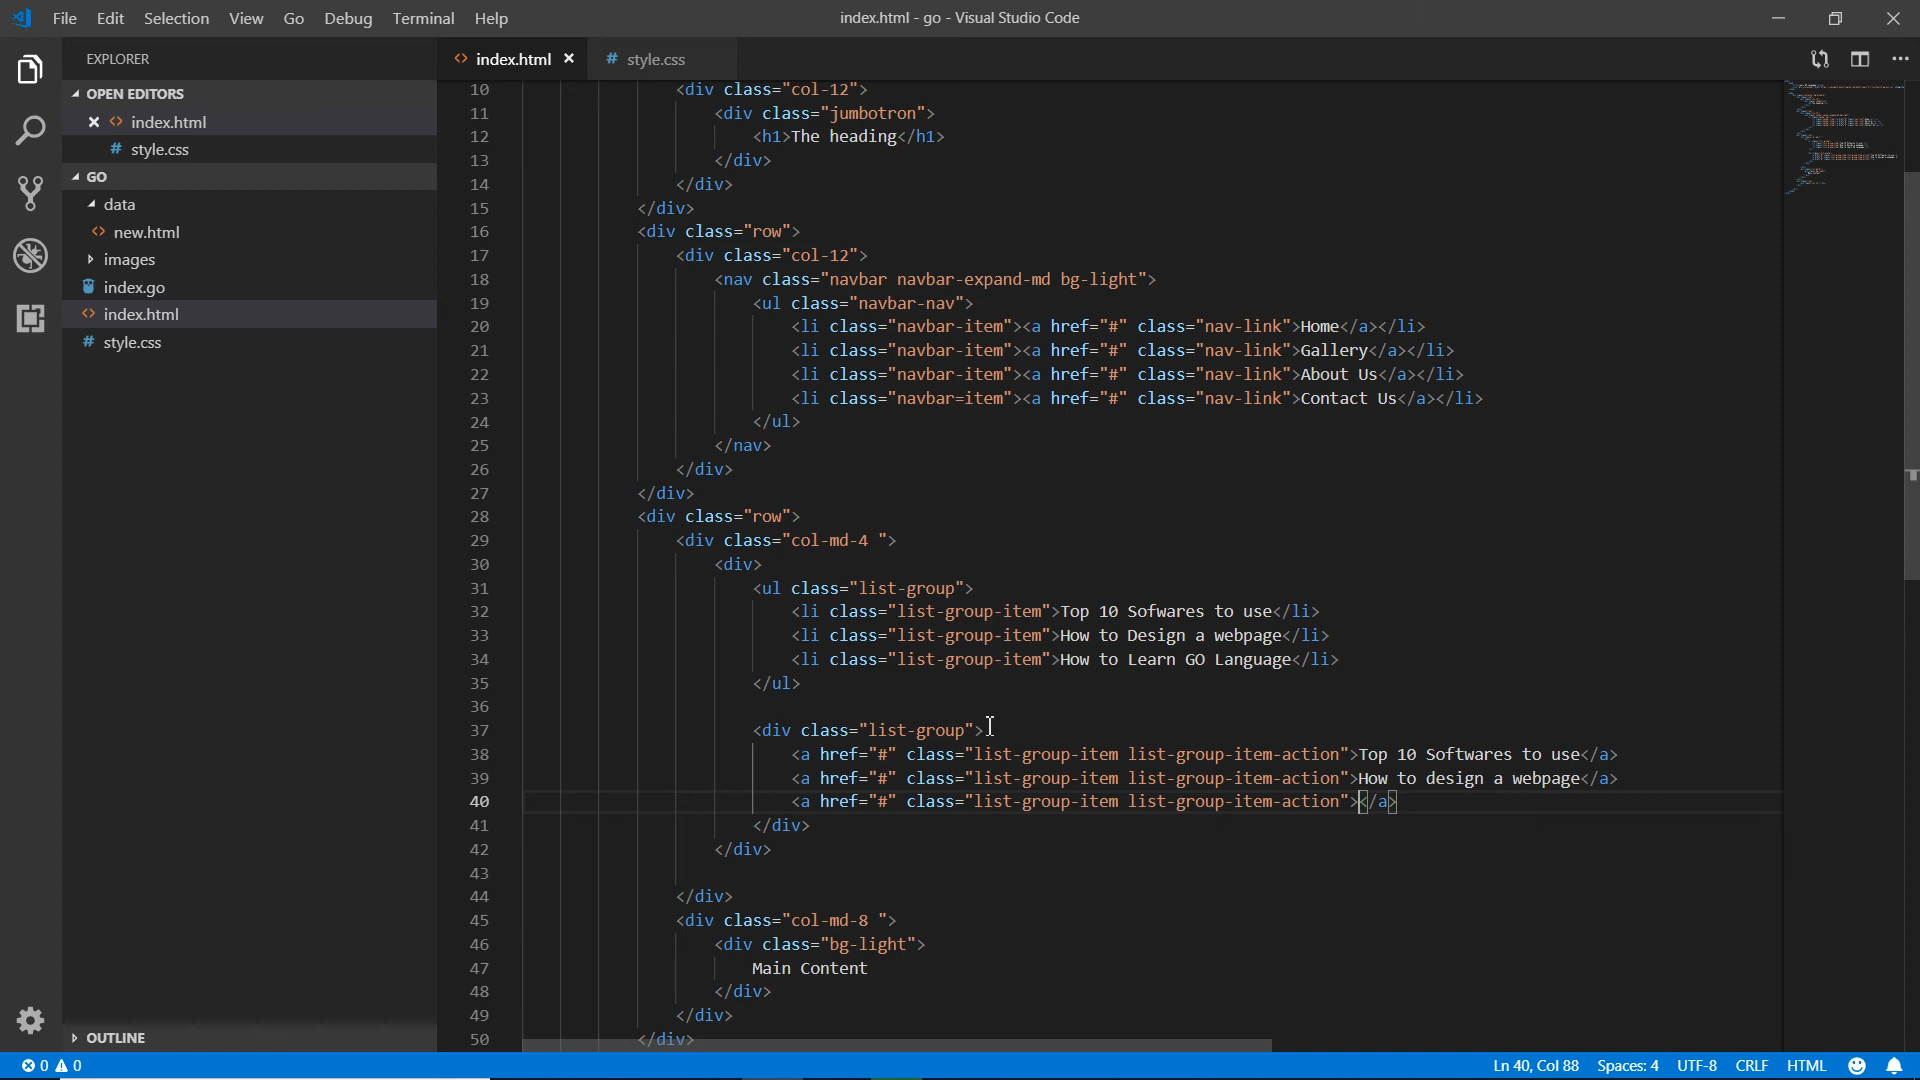 File Edit Selection View Go Debug Terminal Help
index.html - go - Visual Studio Code
EXPLORER
OPEN EDITORS
index.html
# style.css
GO
data
<> new.html
images
index.go
<> index.html
# style.css
OUTLINE
<> index.html
# style.css
10 <div class="col-12">
11 <div class="jumbotron">
12 <h1>The heading</h1>
13 </div>
14 </div>
15 </div>
16 <div class="row">
17 <div class="col-12">
18 <nav class="navbar navbar-expand-md bg-light">
19 <ul class="navbar-nav">
20 <li class="navbar-item"><a href="#" class="nav-link">Home</a></li>
21 <li class="navbar-item"><a href="#" class="nav-link">Gallery</a></li>
22 <li class="navbar-item"><a href="#" class="nav-link">About Us</a></li>
23 <li class="navbar=item"><a href="#" class="nav-link">Contact Us</a></li>
24 </ul>
25 </nav>
26 </div>
27 </div>
28 <div class="row">
29 <div class="col-md-4 ">
30 <div>
31 <ul class="list-group">
32 <li class="list-group-item">Top 10 Sofwares to use</li>
33 <li class="list-group-item">How to Design a webpage</li>
34 <li class="list-group-item">How to Learn GO Language</li>
35 </ul>
36
37 <div class="list-group">
38 <a href="#" class="list-group-item list-group-item-action">Top 10 Softwares to use</a>
39 <a href="#" class="list-group-item list-group-item-action">How to design a webpage</a>
40 <a href="#" class="list-group-item list-group-item-action"></a>
41 </div>
42 </div>
43
44 </div>
45 <div class="col-md-8 ">
46 <div class="bg-light">
47 Main Content
48 </div>
49 </div>
50 </div>
0 0
Ln 40, Col 88 Spaces: 4 UTF-8 CRLF HTML